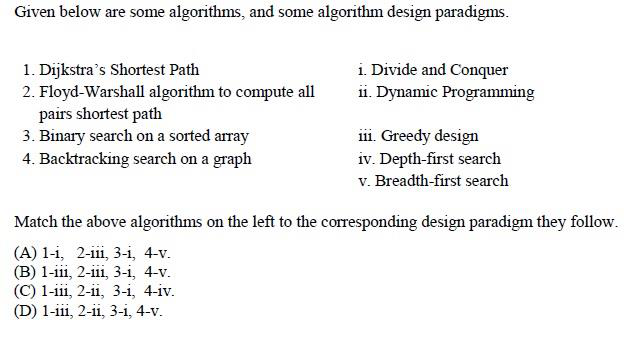 Given below are some algorithms, and some algorithm design paradigms.
1. Dijkstra's Shortest Path
i. Divide and Conquer
2. Floyd-Warshall algorithm to compute all
ii. Dynamic Programming
pairs shortest path
3. Binary search on a sorted array
iii. Greedy design
4. Backtracking search on a graph
iv. Depth-first search
v. Breadth-first search
Match the above algorithms on the left to the corresponding design paradigm they follow.
(A) 1-i, 2-iii, 3-i, 4-v.
(B) 1-iii, 2-iii, 3-i, 4-v.
(C) 1-iii, 2-ii, 3-i, 4-iv.
(D) 1-iii, 2-ii, 3-i, 4-v.